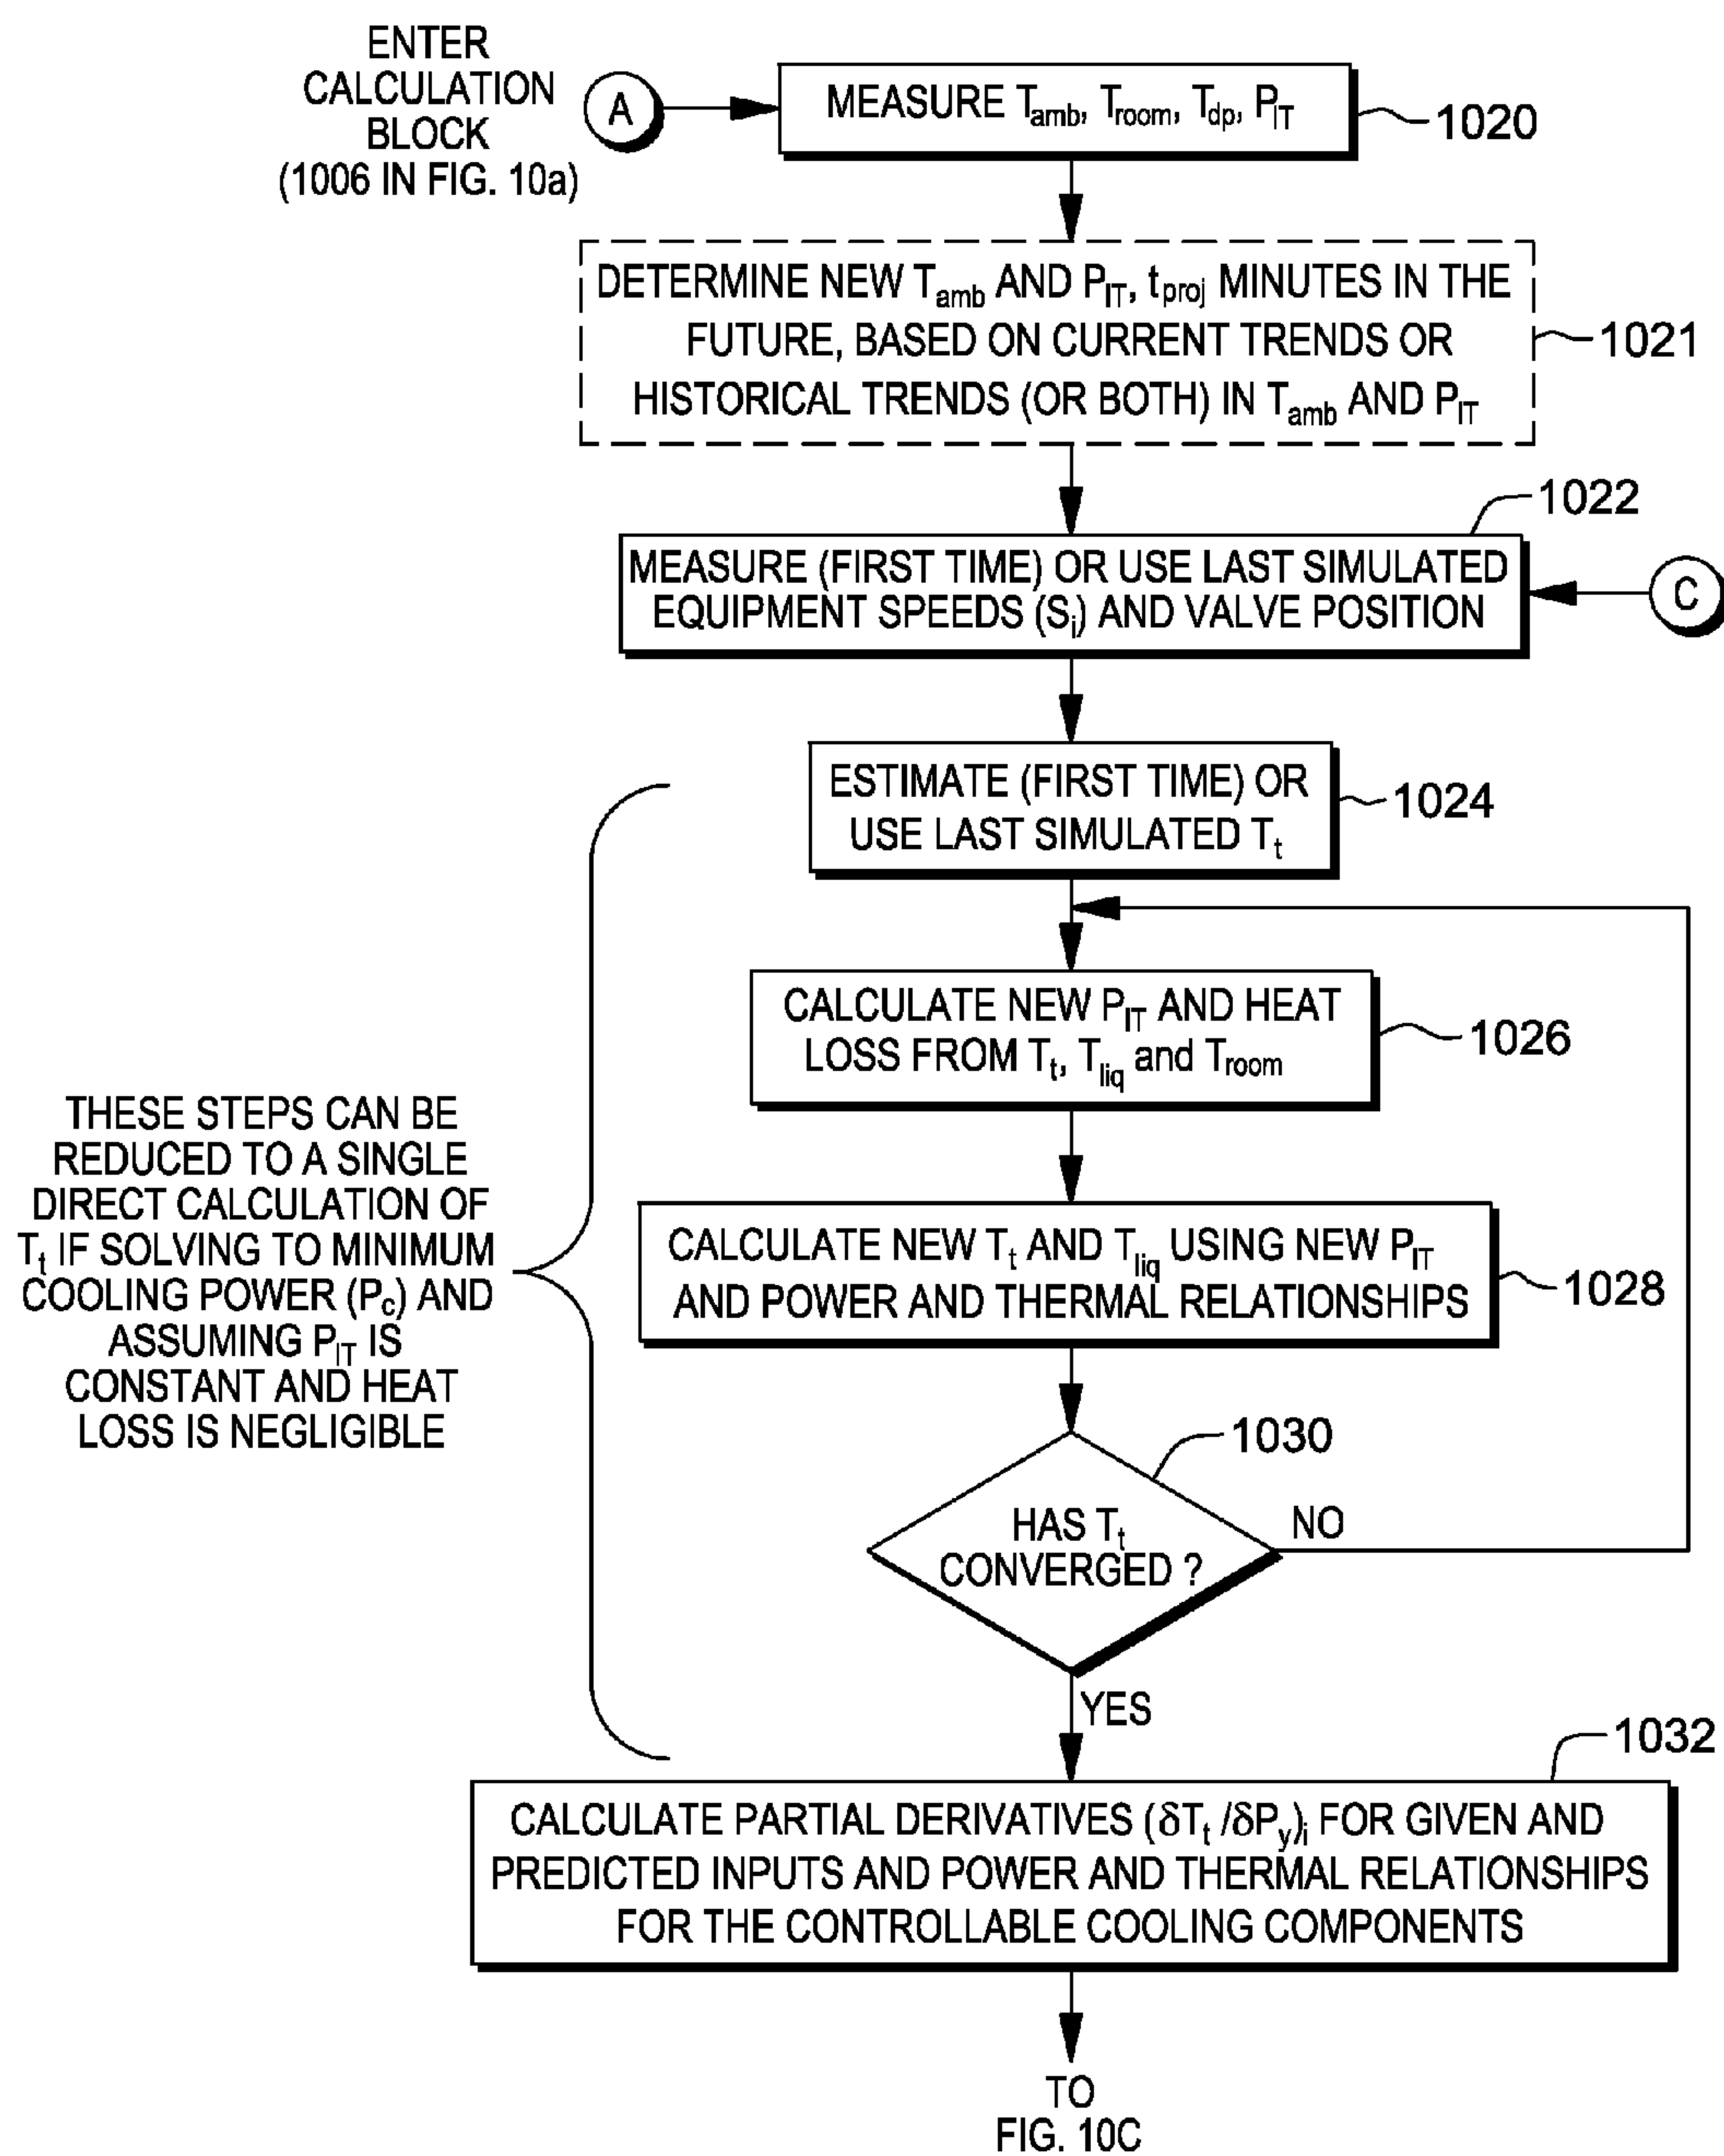 ENTER
CALCULATION
BLOCK
(1006 IN FIG. 10a)
A
MEASURE Tamb, Troom, Tdp, PIT
1020
DETERMINE NEW Tamb AND PIT, tproj MINUTES IN THE
FUTURE, BASED ON CURRENT TRENDS OR
HISTORICAL TRENDS (OR BOTH) IN Tamb AND PIT
1021
1022
MEASURE (FIRST TIME) OR USE LAST SIMULATED
EQUIPMENT SPEEDS (Si) AND VALVE POSITION
C
ESTIMATE (FIRST TIME) OR
USE LAST SIMULATED Tt
1024
CALCULATE NEW PIT AND HEAT
LOSS FROM Tt, Tliq and Troom
1026
THESE STEPS CAN BE
REDUCED TO A SINGLE
DIRECT CALCULATION OF
Tt IF SOLVING TO MINIMUM
COOLING POWER (Pc) AND
ASSUMING PIT IS
CONSTANT AND HEAT
LOSS IS NEGLIGIBLE
CALCULATE NEW Tt AND Tliq USING NEW PIT
AND POWER AND THERMAL RELATIONSHIPS
1028
1030
HAS Tt
CONVERGED ?
NO
YES
1032
CALCULATE PARTIAL DERIVATIVES (δTt /δPy)i FOR GIVEN AND
PREDICTED INPUTS AND POWER AND THERMAL RELATIONSHIPS
FOR THE CONTROLLABLE COOLING COMPONENTS
TO
FIG. 10C